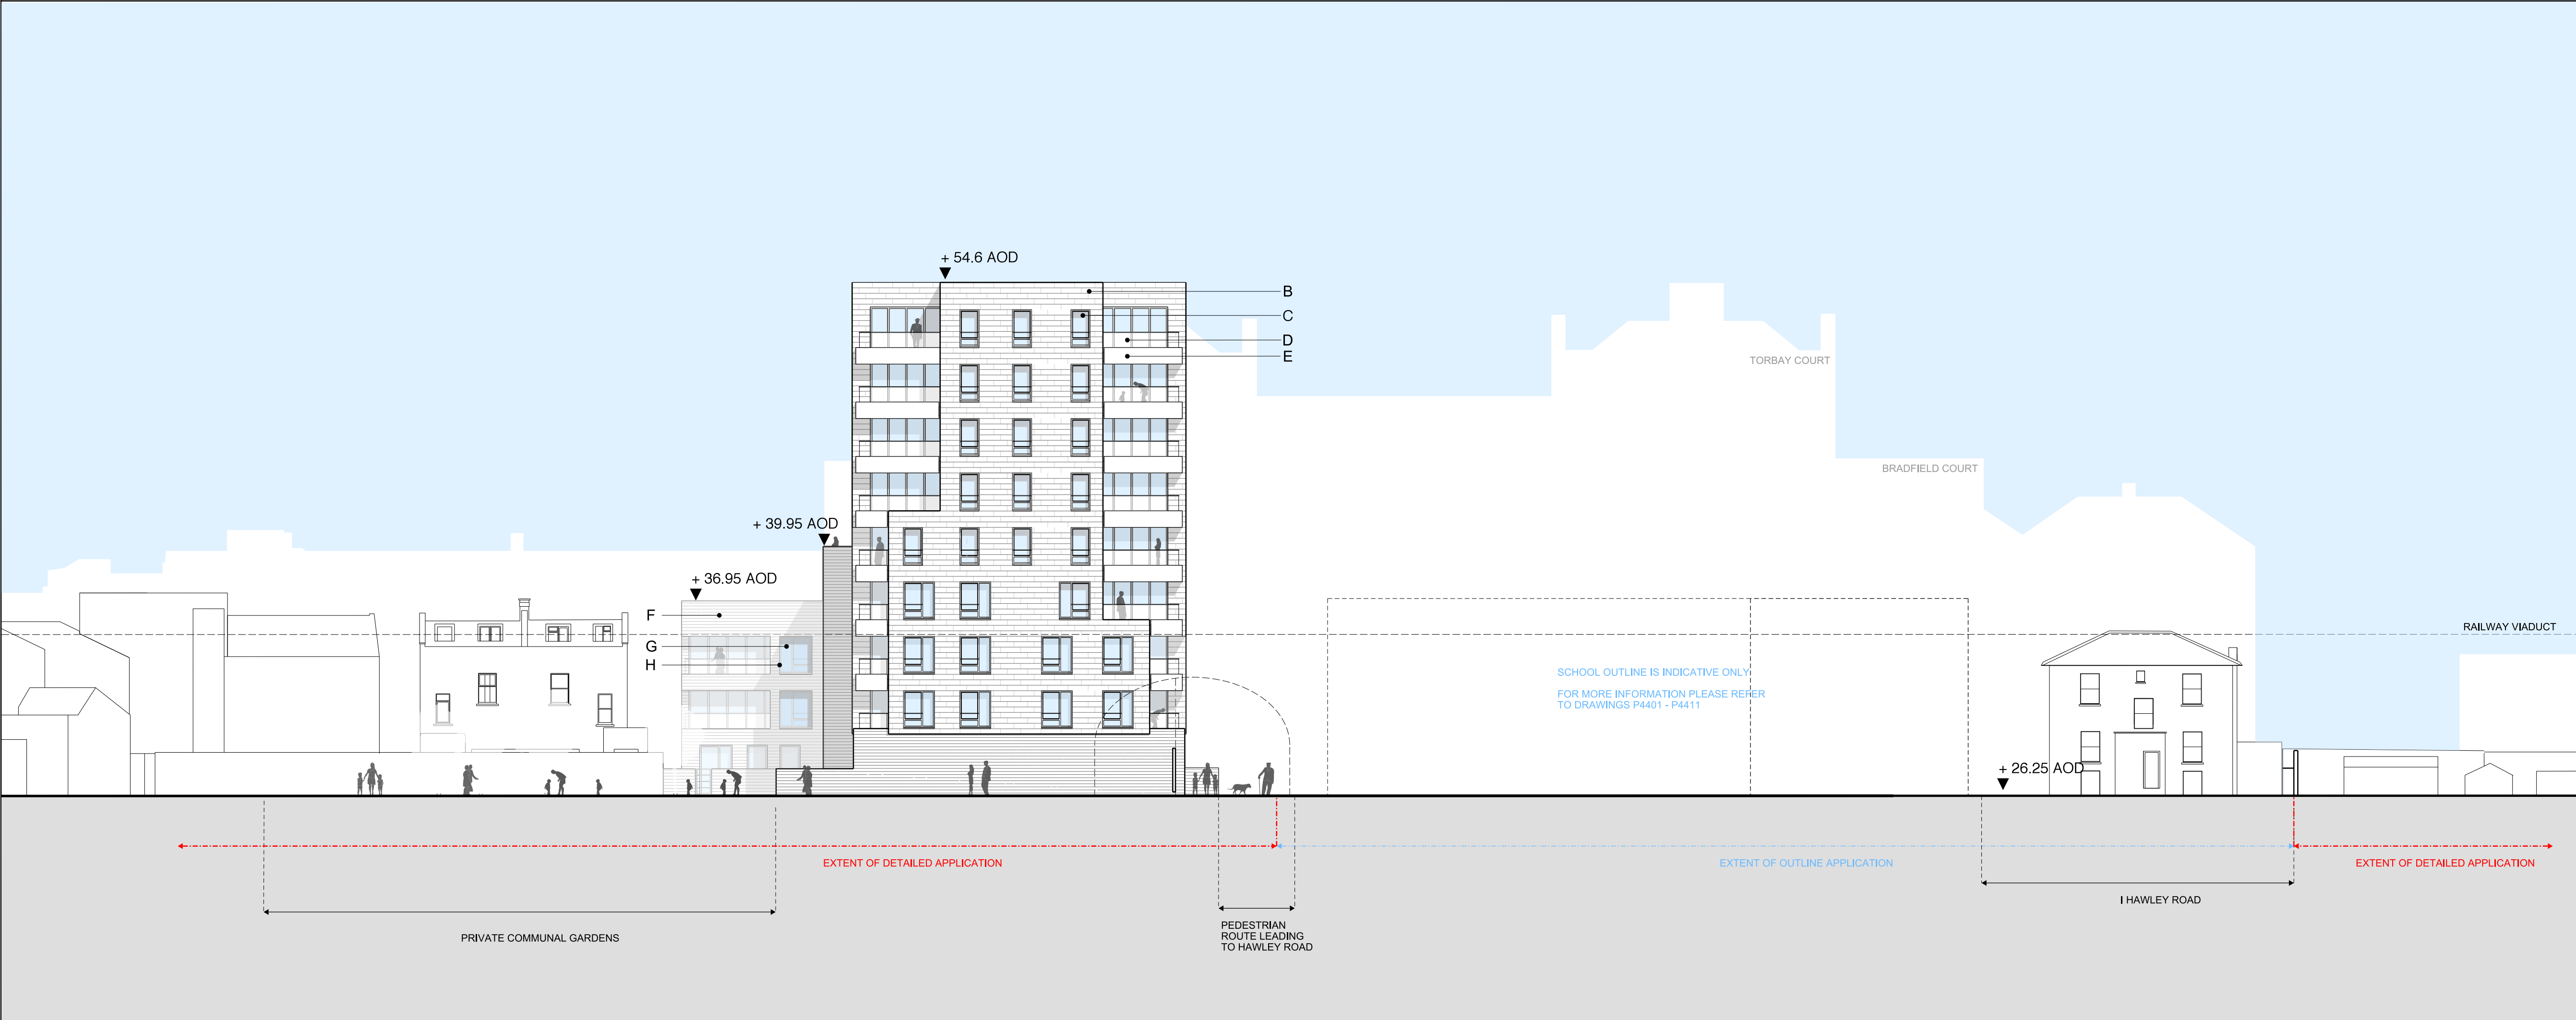 + 54.6 AOD
B
C
D
E
TORBAY COURT
BRADFIELD COURT
+ 39.95 AOD
+ 36.95 AOD
F
G
H
RAILWAY VIADUCT
SCHOOL OUTLINE IS INDICATIVE ONLY
FOR MORE INFORMATION PLEASE REFER
TO DRAWINGS P4401 - P4411
+ 26.25 AOD
EXTENT OF DETAILED APPLICATION
EXTENT OF OUTLINE APPLICATION
EXTENT OF DETAILED APPLICATION
I HAWLEY ROAD
PRIVATE COMMUNAL GARDENS
PEDESTRIAN
ROUTE LEADING
TO HAWLEY ROAD